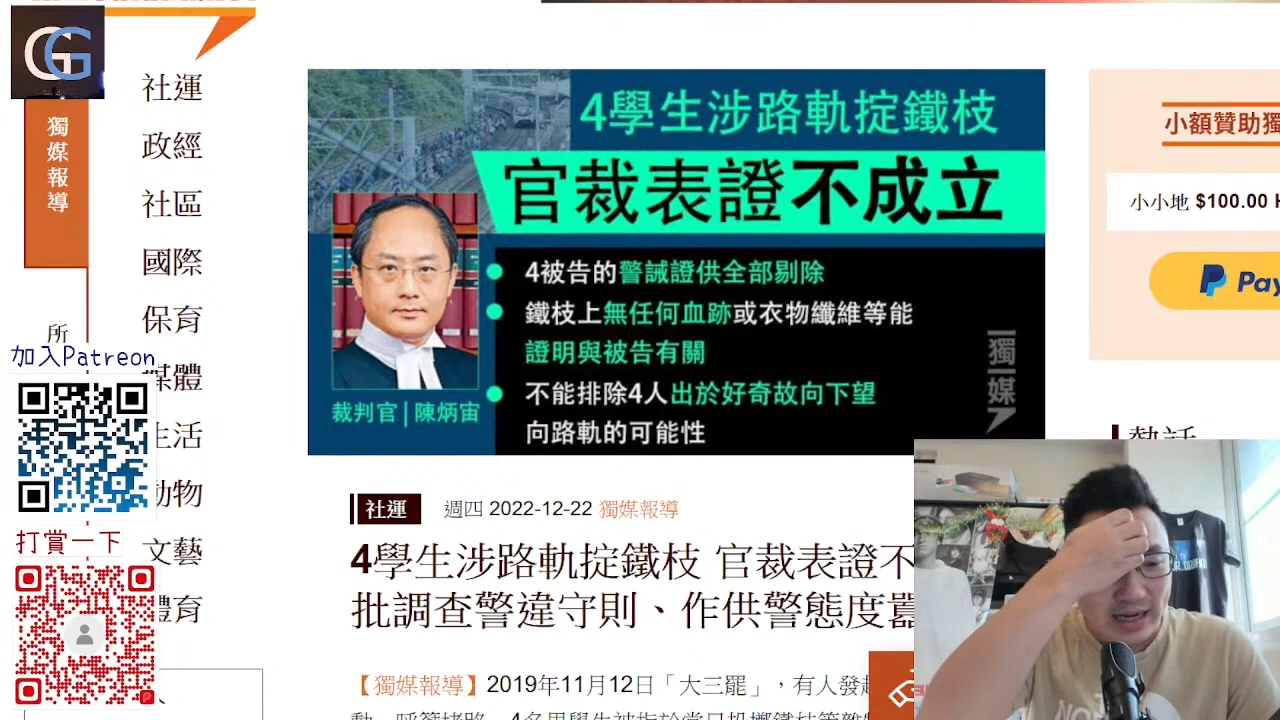 GG
獨媒報導
社運
政經
社區
國際
保育
媒體
生活
動物
文藝
體育
所
加入Patreon
打賞一下
4學生涉路軌掟鐵枝
官裁表證不成立
4被告的警誡證供全部剔除
鐵枝上無任何血跡或衣物纖維等能
證明與被告有關
不能排除4人出於好奇故向下望
向路軌的可能性
裁判官 | 陳炳宙
獨媒
小額贊助獨
小小地 $100.00 H
Pay
熱話
社運 週四 2022-12-22 獨媒報導
4學生涉路軌掟鐵枝 官裁表證不
批調查警違守則、作供警態度囂
【獨媒報導】2019年11月12日「大三罷」，有人發起